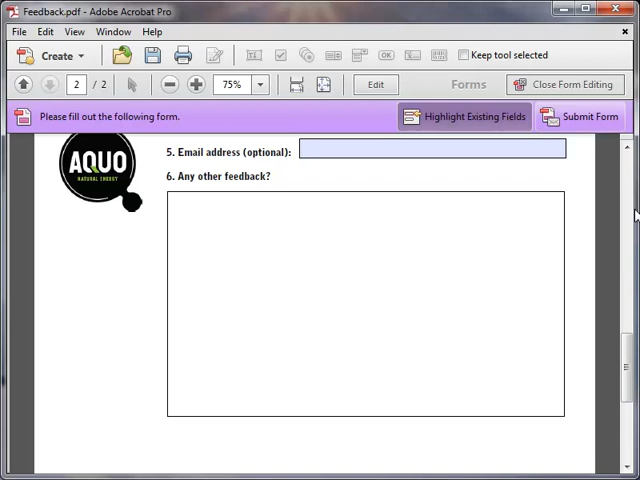 Feedback.pdf - Adobe Acrobat Pro
File Edit View Window Help
Create Keep tool selected
2 / 2 75% Edit Forms Close Form Editing
Please fill out the following form. Highlight Existing Fields Submit Form
AQUO
NATURAL ENERGY
5. Email address (optional):
6. Any other feedback?